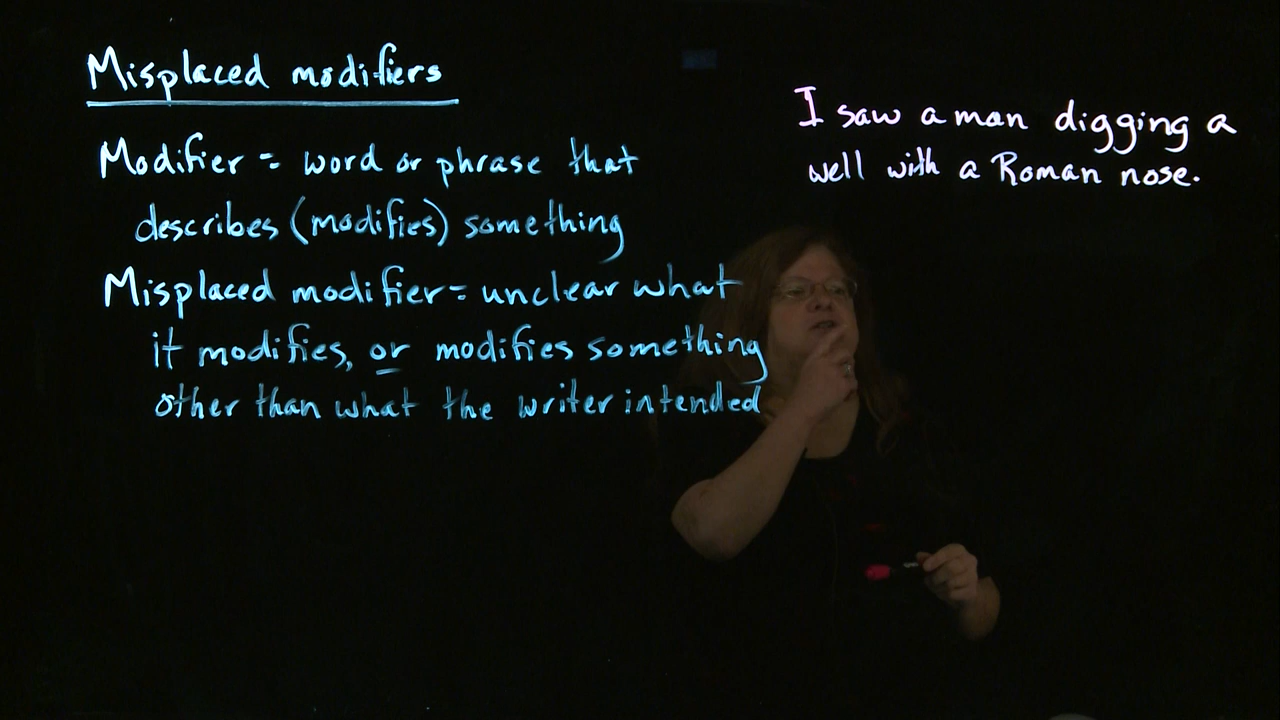 Misplaced modifiers
Modifier = word or phrase that
describes (modifies) something
Misplaced modifier = unclear what
it modifies, or modifies something
other than what the writer intended
I saw a man digging a
well with a Roman nose.